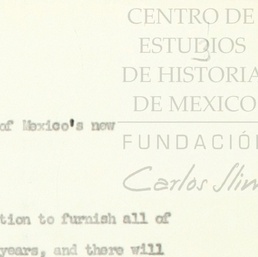 CENTRO DE
ESTUDIOS
DE HISTORIA
DE MEXICO
of Mexico's new
FUNDACIÓN
Carlos Slim
tion to furnish all of
years, and there will